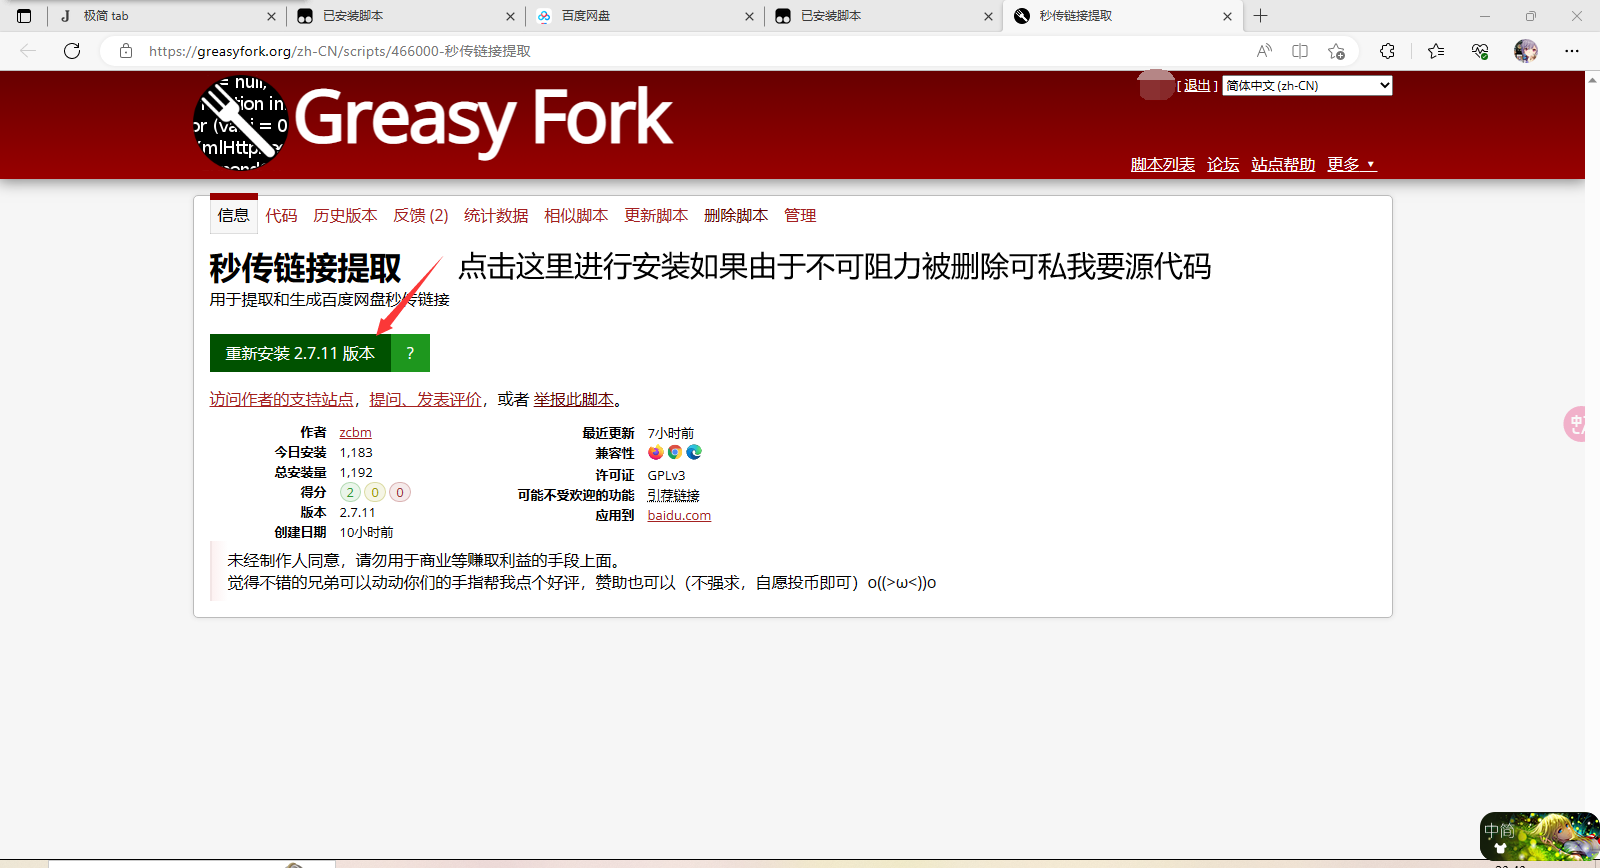 极简 tab
已安装脚本
百度网盘
已安装脚本
秒传链接提取
https://greasyfork.org/zh-CN/scripts/466000-秒传链接提取
[ 退出 ] 简体中文 (zh-CN)
= null,
or (va i = 0
Greasy Fork
脚本列表 论坛 站点帮助 更多
信息 代码 历史版本 反馈 (2) 统计数据 相似脚本 更新脚本 删除脚本 管理
秒传链接提取
点击这里进行安装如果由于不可阻力被删除可私我要源代码
用于提取和生成百度网盘秒传链接
重新安装 2.7.11 版本 ?
访问作者的支持站点，提问、发表评价，或者 举报此脚本。
作者 zcbm
今日安装 1,183
总安装量 1,192
得分 2 0 0
版本 2.7.11
创建日期 10小时前
最近更新 7小时前
兼容性
许可证 GPLv3
可能不受欢迎的功能 引荐链接
应用到 baidu.com
未经制作人同意，请勿用于商业等赚取利益的手段上面。
觉得不错的兄弟可以动动你们的手指帮我点个好评，赞助也可以（不强求，自愿投币即可）o((>ω<))o
中简